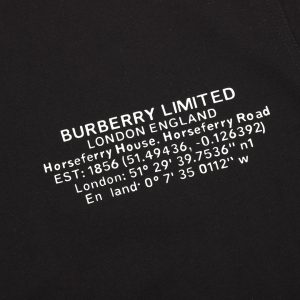 BURBERRY LIMITED
LONDON ENGLAND
Horseferry House, Horseferry Road
EST: 1856 (51.49436, -0.126392)
London: 51° 29' 39.7536" n1
En land· 0° 7' 35 0112" w